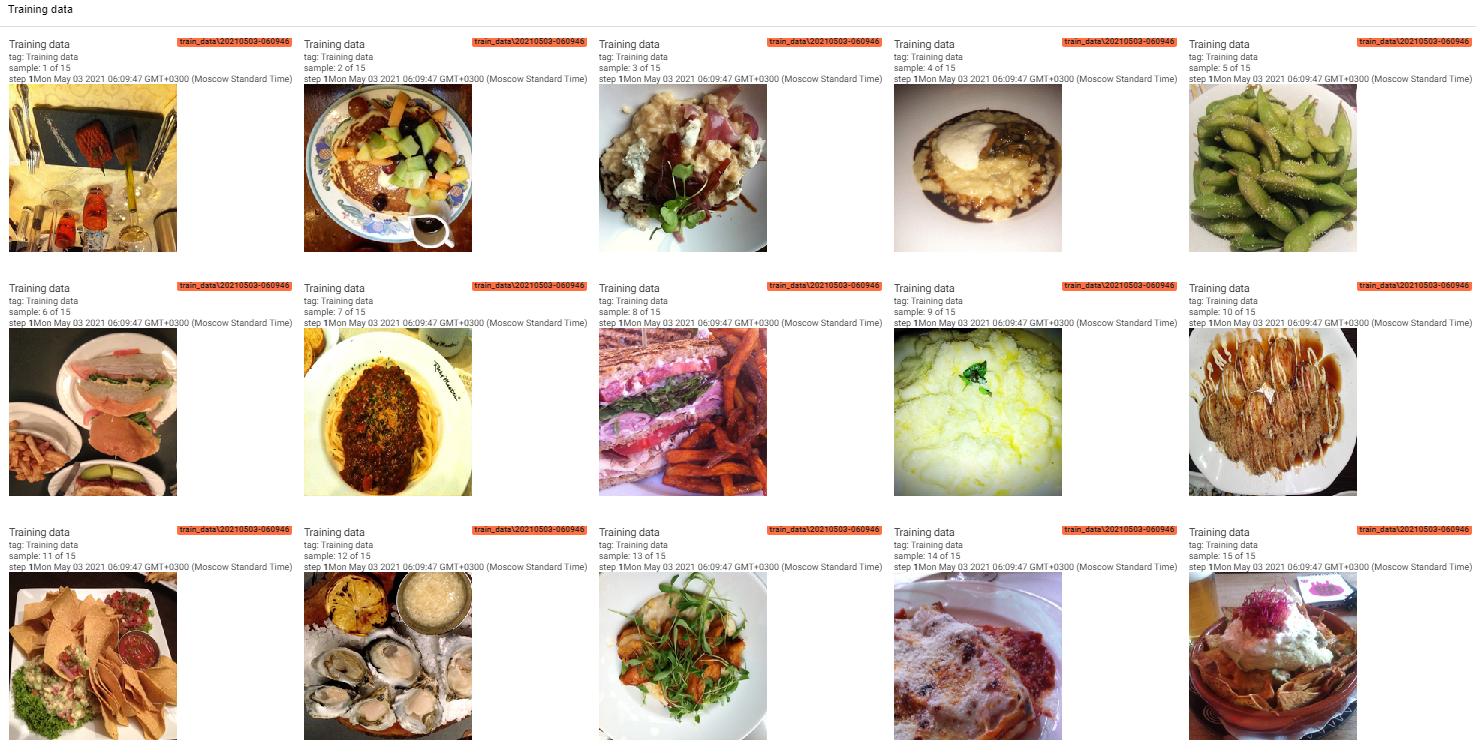 Training data
Training data train_data\20210503-060946
tag: Training data
sample: 1 of 15
step 1Mon May 03 2021 06:09:47 GMT+0300 (Moscow Standard Time)
Training data train_data\20210503-060946
tag: Training data
sample: 2 of 15
step 1Mon May 03 2021 06:09:47 GMT+0300 (Moscow Standard Time)
Training data train_data\20210503-060946
tag: Training data
sample: 3 of 15
step 1Mon May 03 2021 06:09:47 GMT+0300 (Moscow Standard Time)
Training data train_data\20210503-060946
tag: Training data
sample: 4 of 15
step 1Mon May 03 2021 06:09:47 GMT+0300 (Moscow Standard Time)
Training data train_data\20210503-060946
tag: Training data
sample: 5 of 15
step 1Mon May 03 2021 06:09:47 GMT+0300 (Moscow Standard Time)
Training data train_data\20210503-060946
tag: Training data
sample: 6 of 15
step 1Mon May 03 2021 06:09:47 GMT+0300 (Moscow Standard Time)
Training data train_data\20210503-060946
tag: Training data
sample: 7 of 15
step 1Mon May 03 2021 06:09:47 GMT+0300 (Moscow Standard Time)
Training data train_data\20210503-060946
tag: Training data
sample: 8 of 15
step 1Mon May 03 2021 06:09:47 GMT+0300 (Moscow Standard Time)
Training data train_data\20210503-060946
tag: Training data
sample: 9 of 15
step 1Mon May 03 2021 06:09:47 GMT+0300 (Moscow Standard Time)
Training data train_data\20210503-060946
tag: Training data
sample: 10 of 15
step 1Mon May 03 2021 06:09:47 GMT+0300 (Moscow Standard Time)
Training data train_data\20210503-060946
tag: Training data
sample: 11 of 15
step 1Mon May 03 2021 06:09:47 GMT+0300 (Moscow Standard Time)
Training data train_data\20210503-060946
tag: Training data
sample: 12 of 15
step 1Mon May 03 2021 06:09:47 GMT+0300 (Moscow Standard Time)
Training data train_data\20210503-060946
tag: Training data
sample: 13 of 15
step 1Mon May 03 2021 06:09:47 GMT+0300 (Moscow Standard Time)
Training data train_data\20210503-060946
tag: Training data
sample: 14 of 15
step 1Mon May 03 2021 06:09:47 GMT+0300 (Moscow Standard Time)
Training data train_data\20210503-060946
tag: Training data
sample: 15 of 15
step 1Mon May 03 2021 06:09:47 GMT+0300 (Moscow Standard Time)